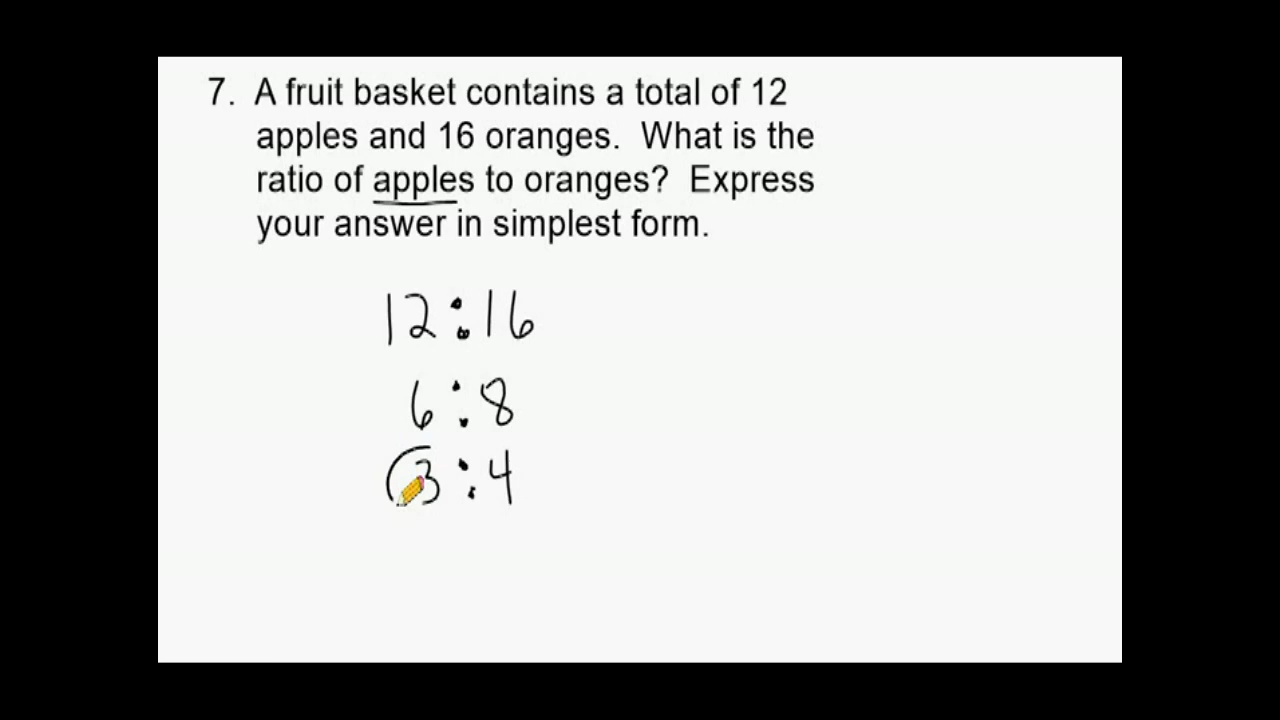 7. A fruit basket contains a total of 12
apples and 16 oranges. What is the
ratio of apples to oranges? Express
your answer in simplest form.
12:16
6:8
3:4